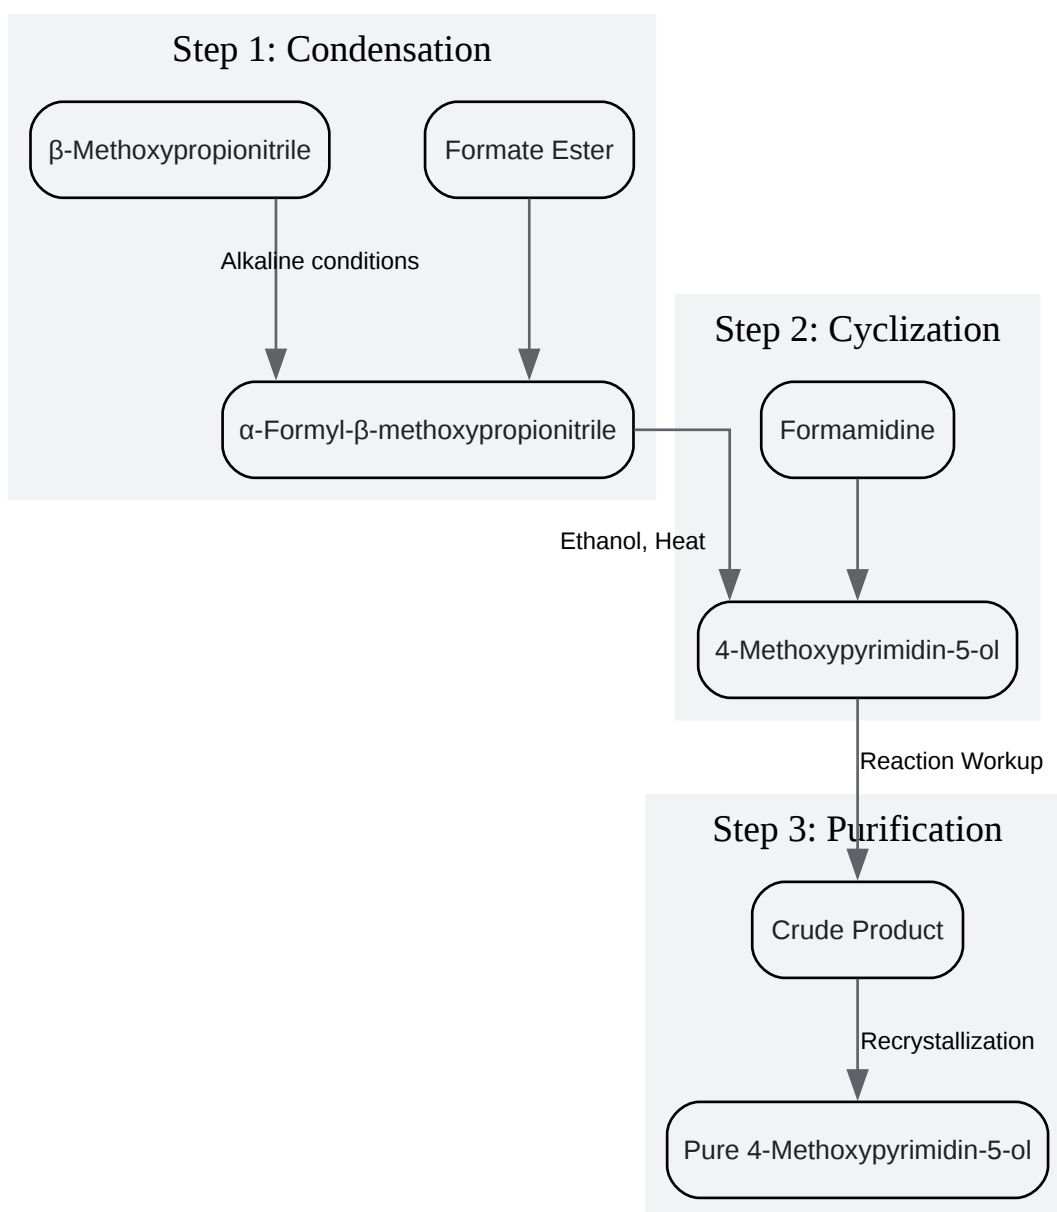 Step 1: Condensation
β-Methoxypropionitrile
Formate Ester
Alkaline conditions
α-Formyl-β-methoxypropionitrile
Step 2: Cyclization
Formamidine
Ethanol, Heat
4-Methoxypyrimidin-5-ol
Reaction Workup
Step 3: Purification
Crude Product
Recrystallization
Pure 4-Methoxypyrimidin-5-ol